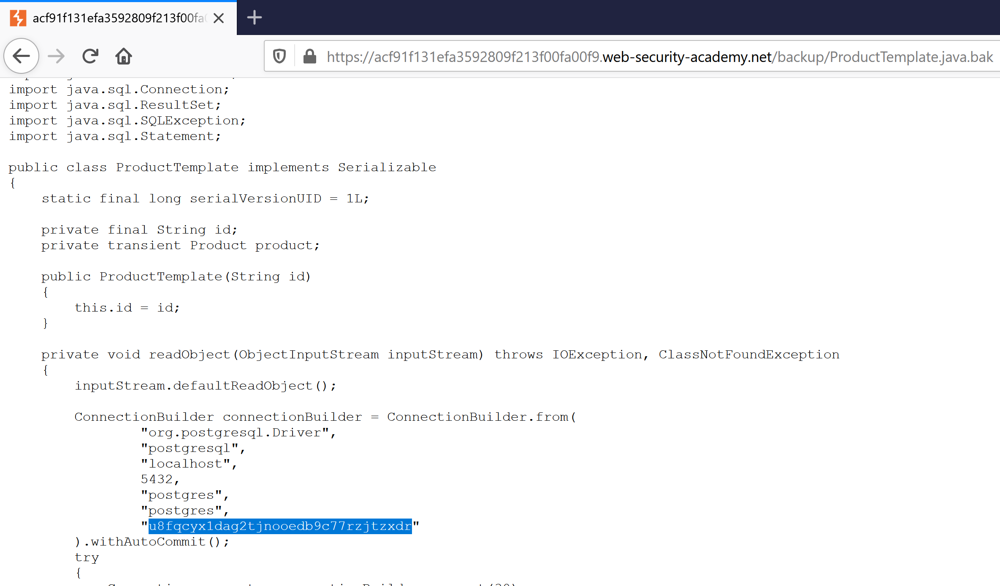 acf91f131efa3592809f213f00fa0
https://acf91f131efa3592809f213f00fa00f9.web-security-academy.net/backup/ProductTemplate.java.bak
import java.sql.Connection;
import java.sql.ResultSet;
import java.sql.SQLException;
import java.sql.Statement;
public class ProductTemplate implements Serializable
{
static final long serialVersionUID = 1L;
private final String id;
private transient Product product;
public ProductTemplate(String id)
{
this.id = id;
}
private void readObject(ObjectInputStream inputStream) throws IOException, ClassNotFoundException
{
inputStream.defaultReadObject();
ConnectionBuilder connectionBuilder = ConnectionBuilder.from(
"org.postgresql.Driver",
"postgresql",
"localhost",
5432,
"postgres",
"postgres",
"u8fqcyx1dag2tjnooedb9c77rzjtzxdr"
).withAutoCommit();
try
{